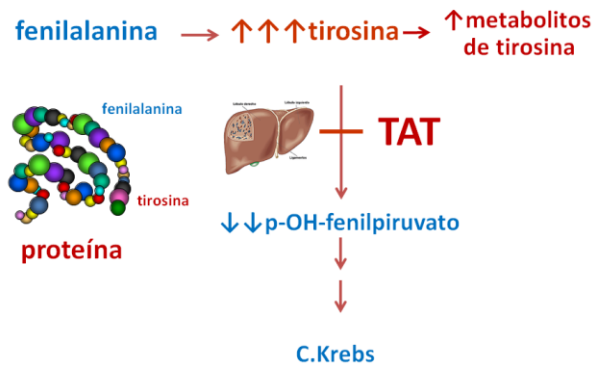 fenilalanina → ↑↑↑tirosina → ↑metabolitos
de tirosina
fenilalanina
TAT
tirosina
proteína
↓↓p-OH-fenilpiruvato
C.Krebs